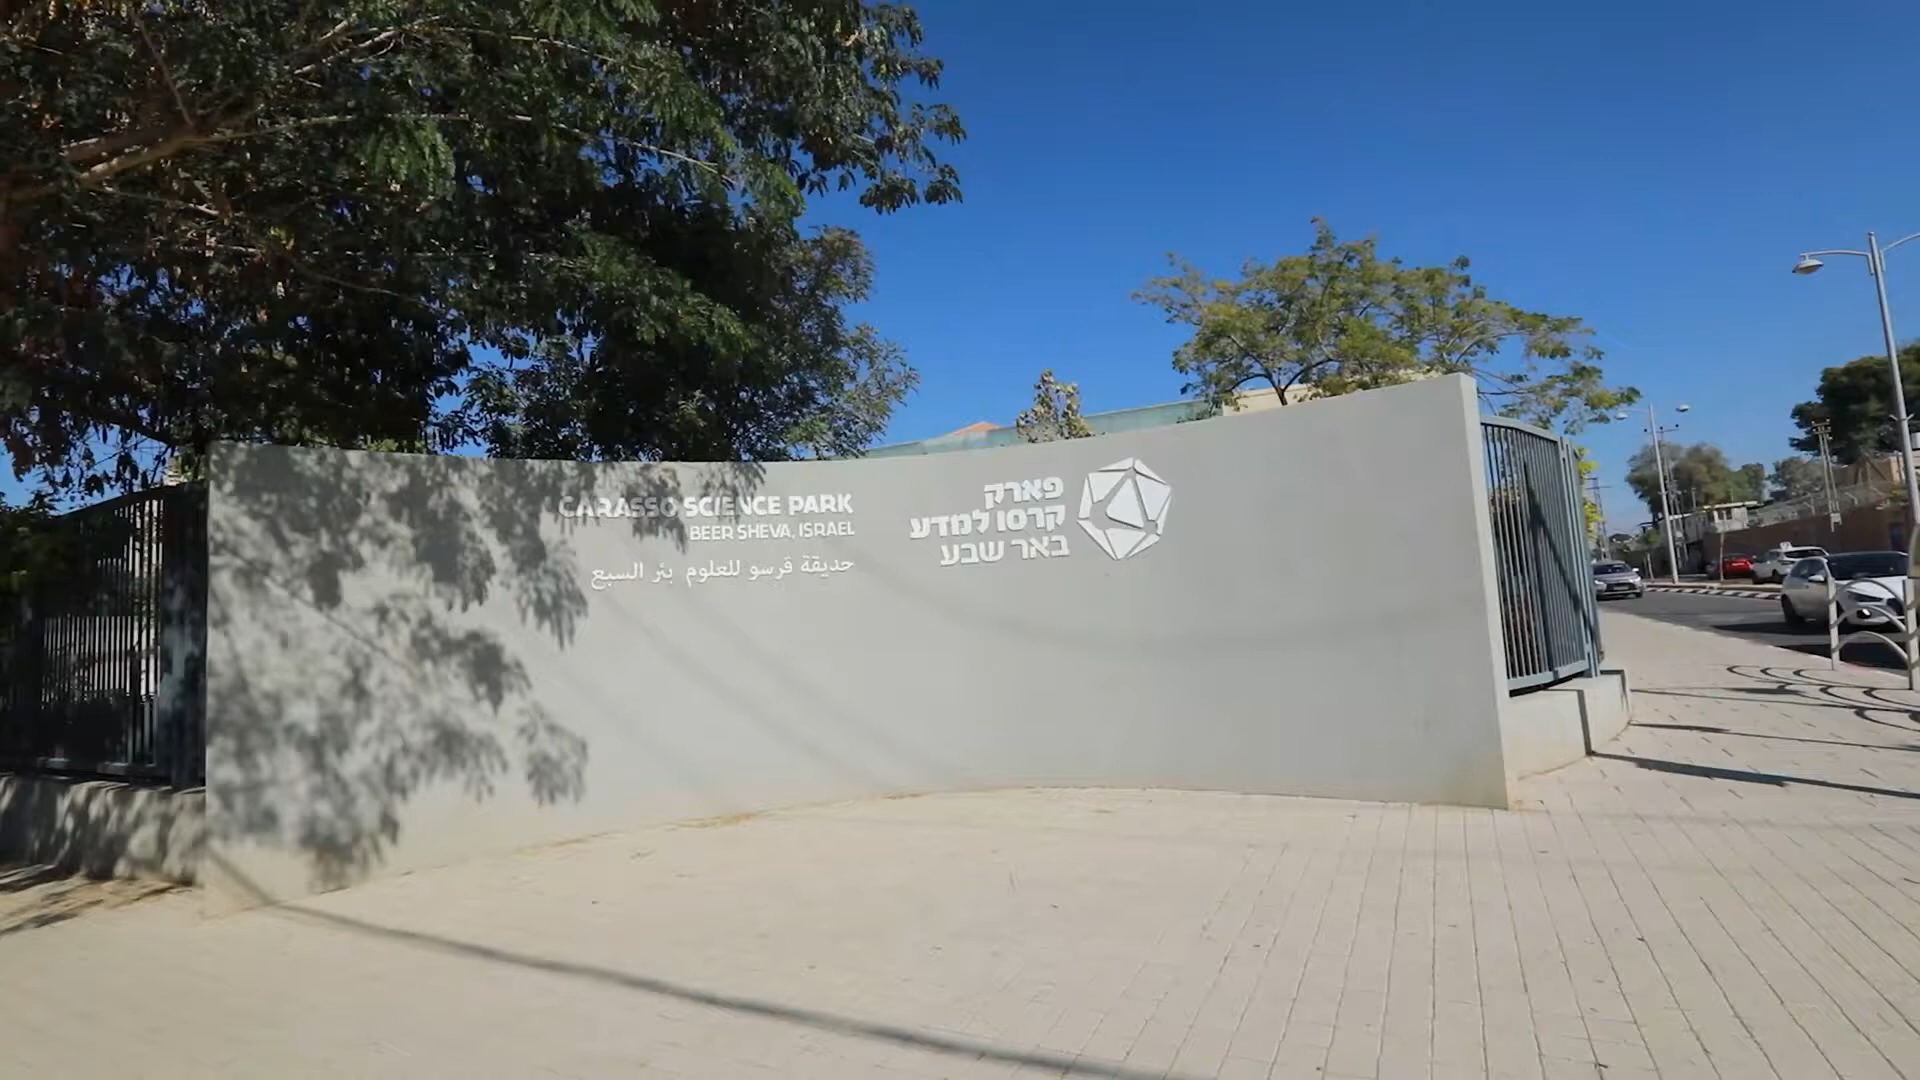 CARASSO SCIENCE PARK
BEER SHEVA, ISRAEL
حديقة قرسو للعلوم بئر السبع
פארק
קרסו למדע
באר שבע